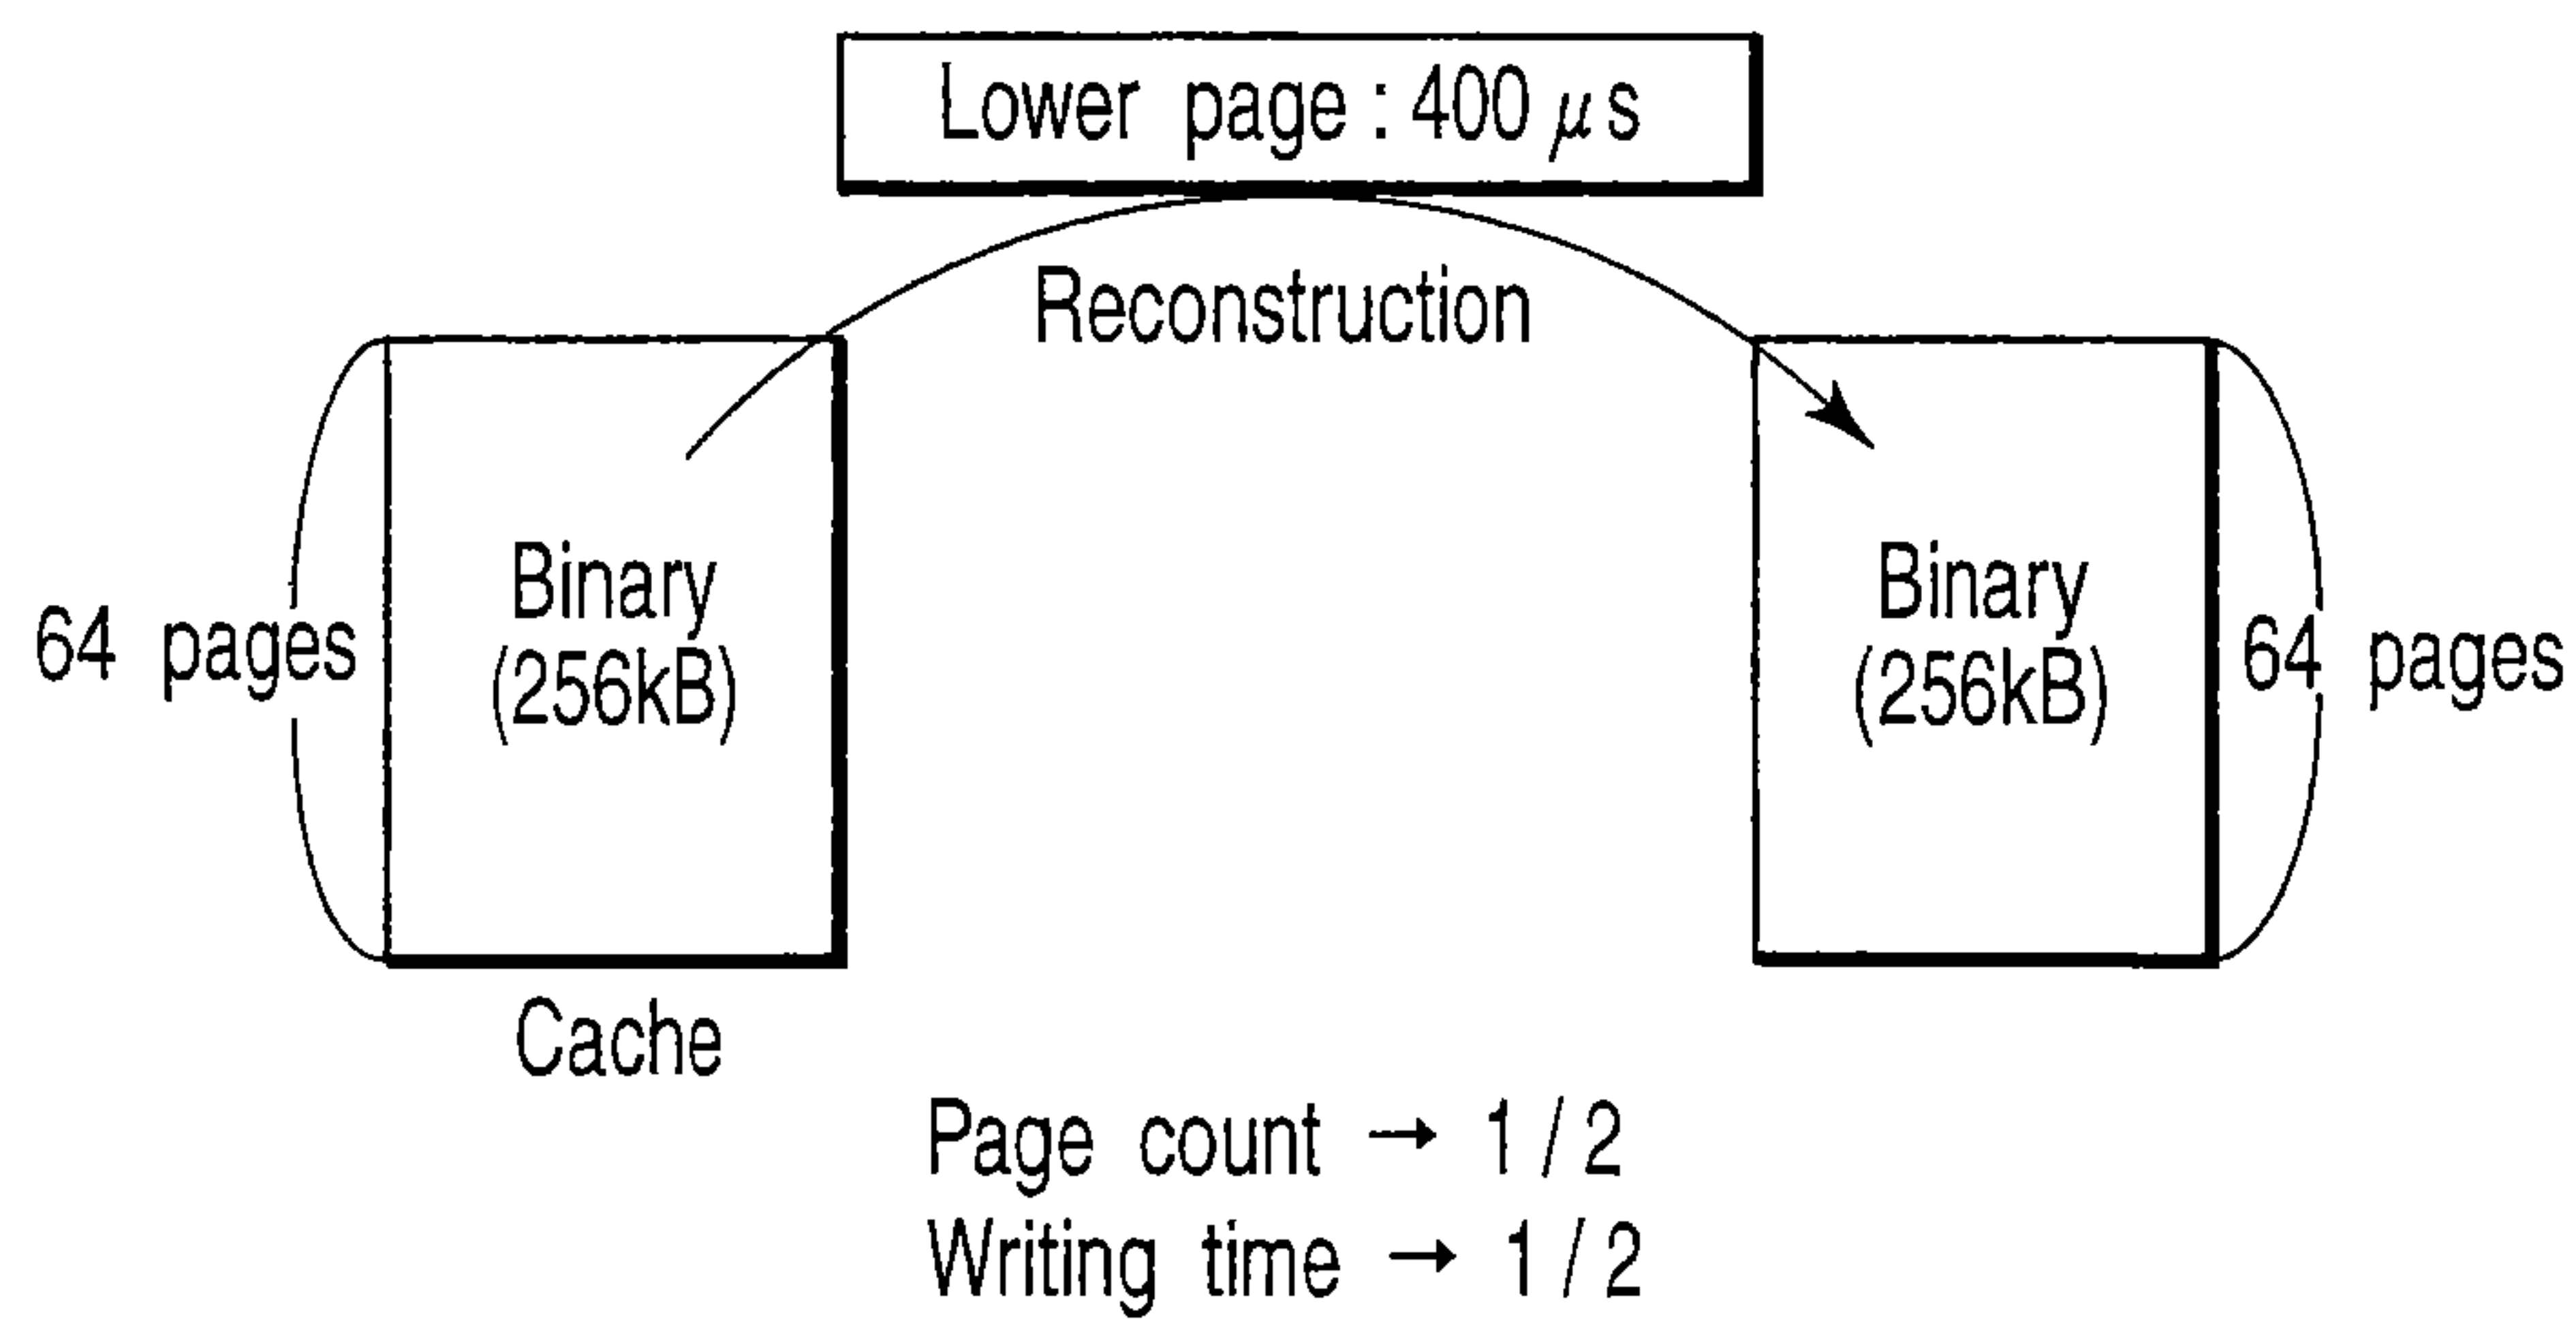 Lower page : 400 μs
Reconstruction
64 pages
Binary
(256kB)
Binary
(256kB)
64 pages
Cache
Page count → 1 / 2
Writing time → 1 / 2